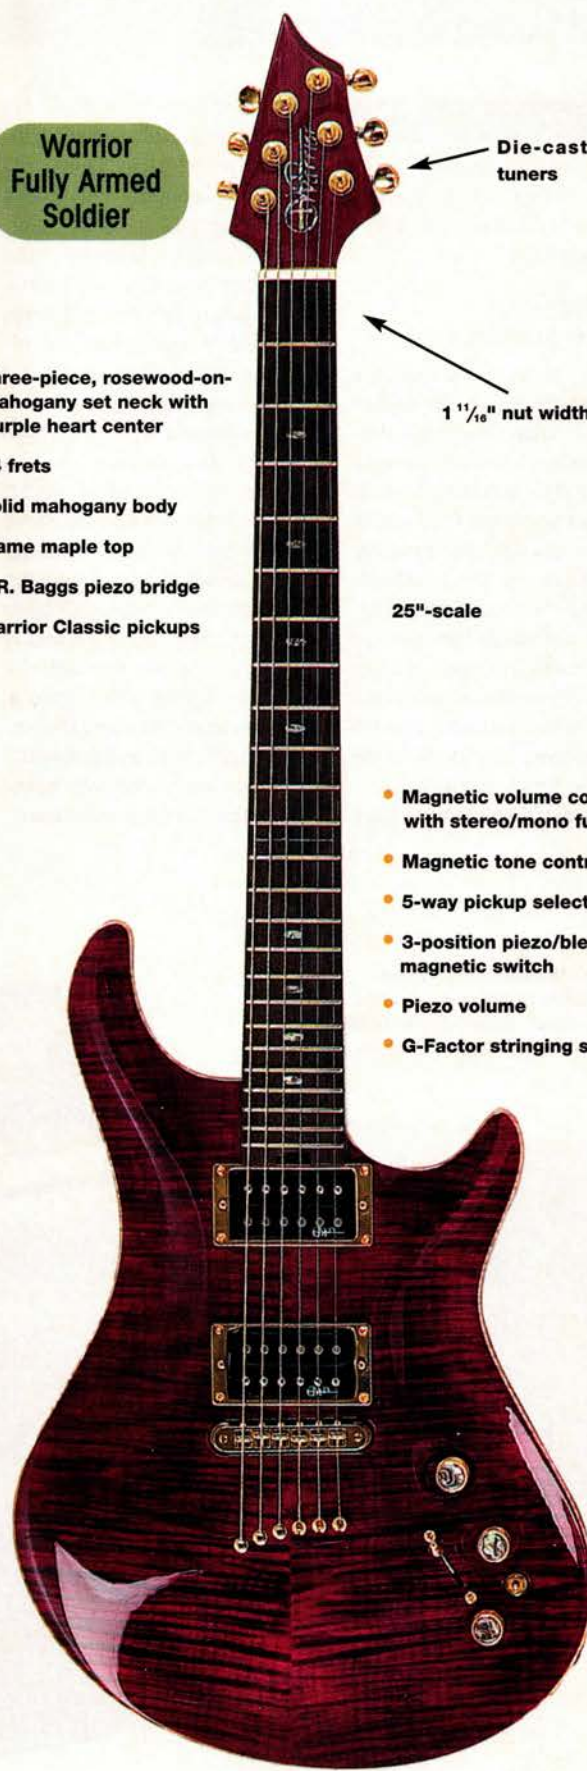 Warrior
Fully Armed
Soldier
Die-cast
tuners
1 11/16" nut width
ree-piece, rosewood-on-
ahogany set neck with
urple heart center
frets
lid mahogany body
ame maple top
R. Baggs piezo bridge
arrior Classic pickups
25"-scale
• Magnetic volume co
with stereo/mono fu
• Magnetic tone contr
• 5-way pickup select
• 3-position piezo/ble
magnetic switch
• Piezo volume
• G-Factor stringing s